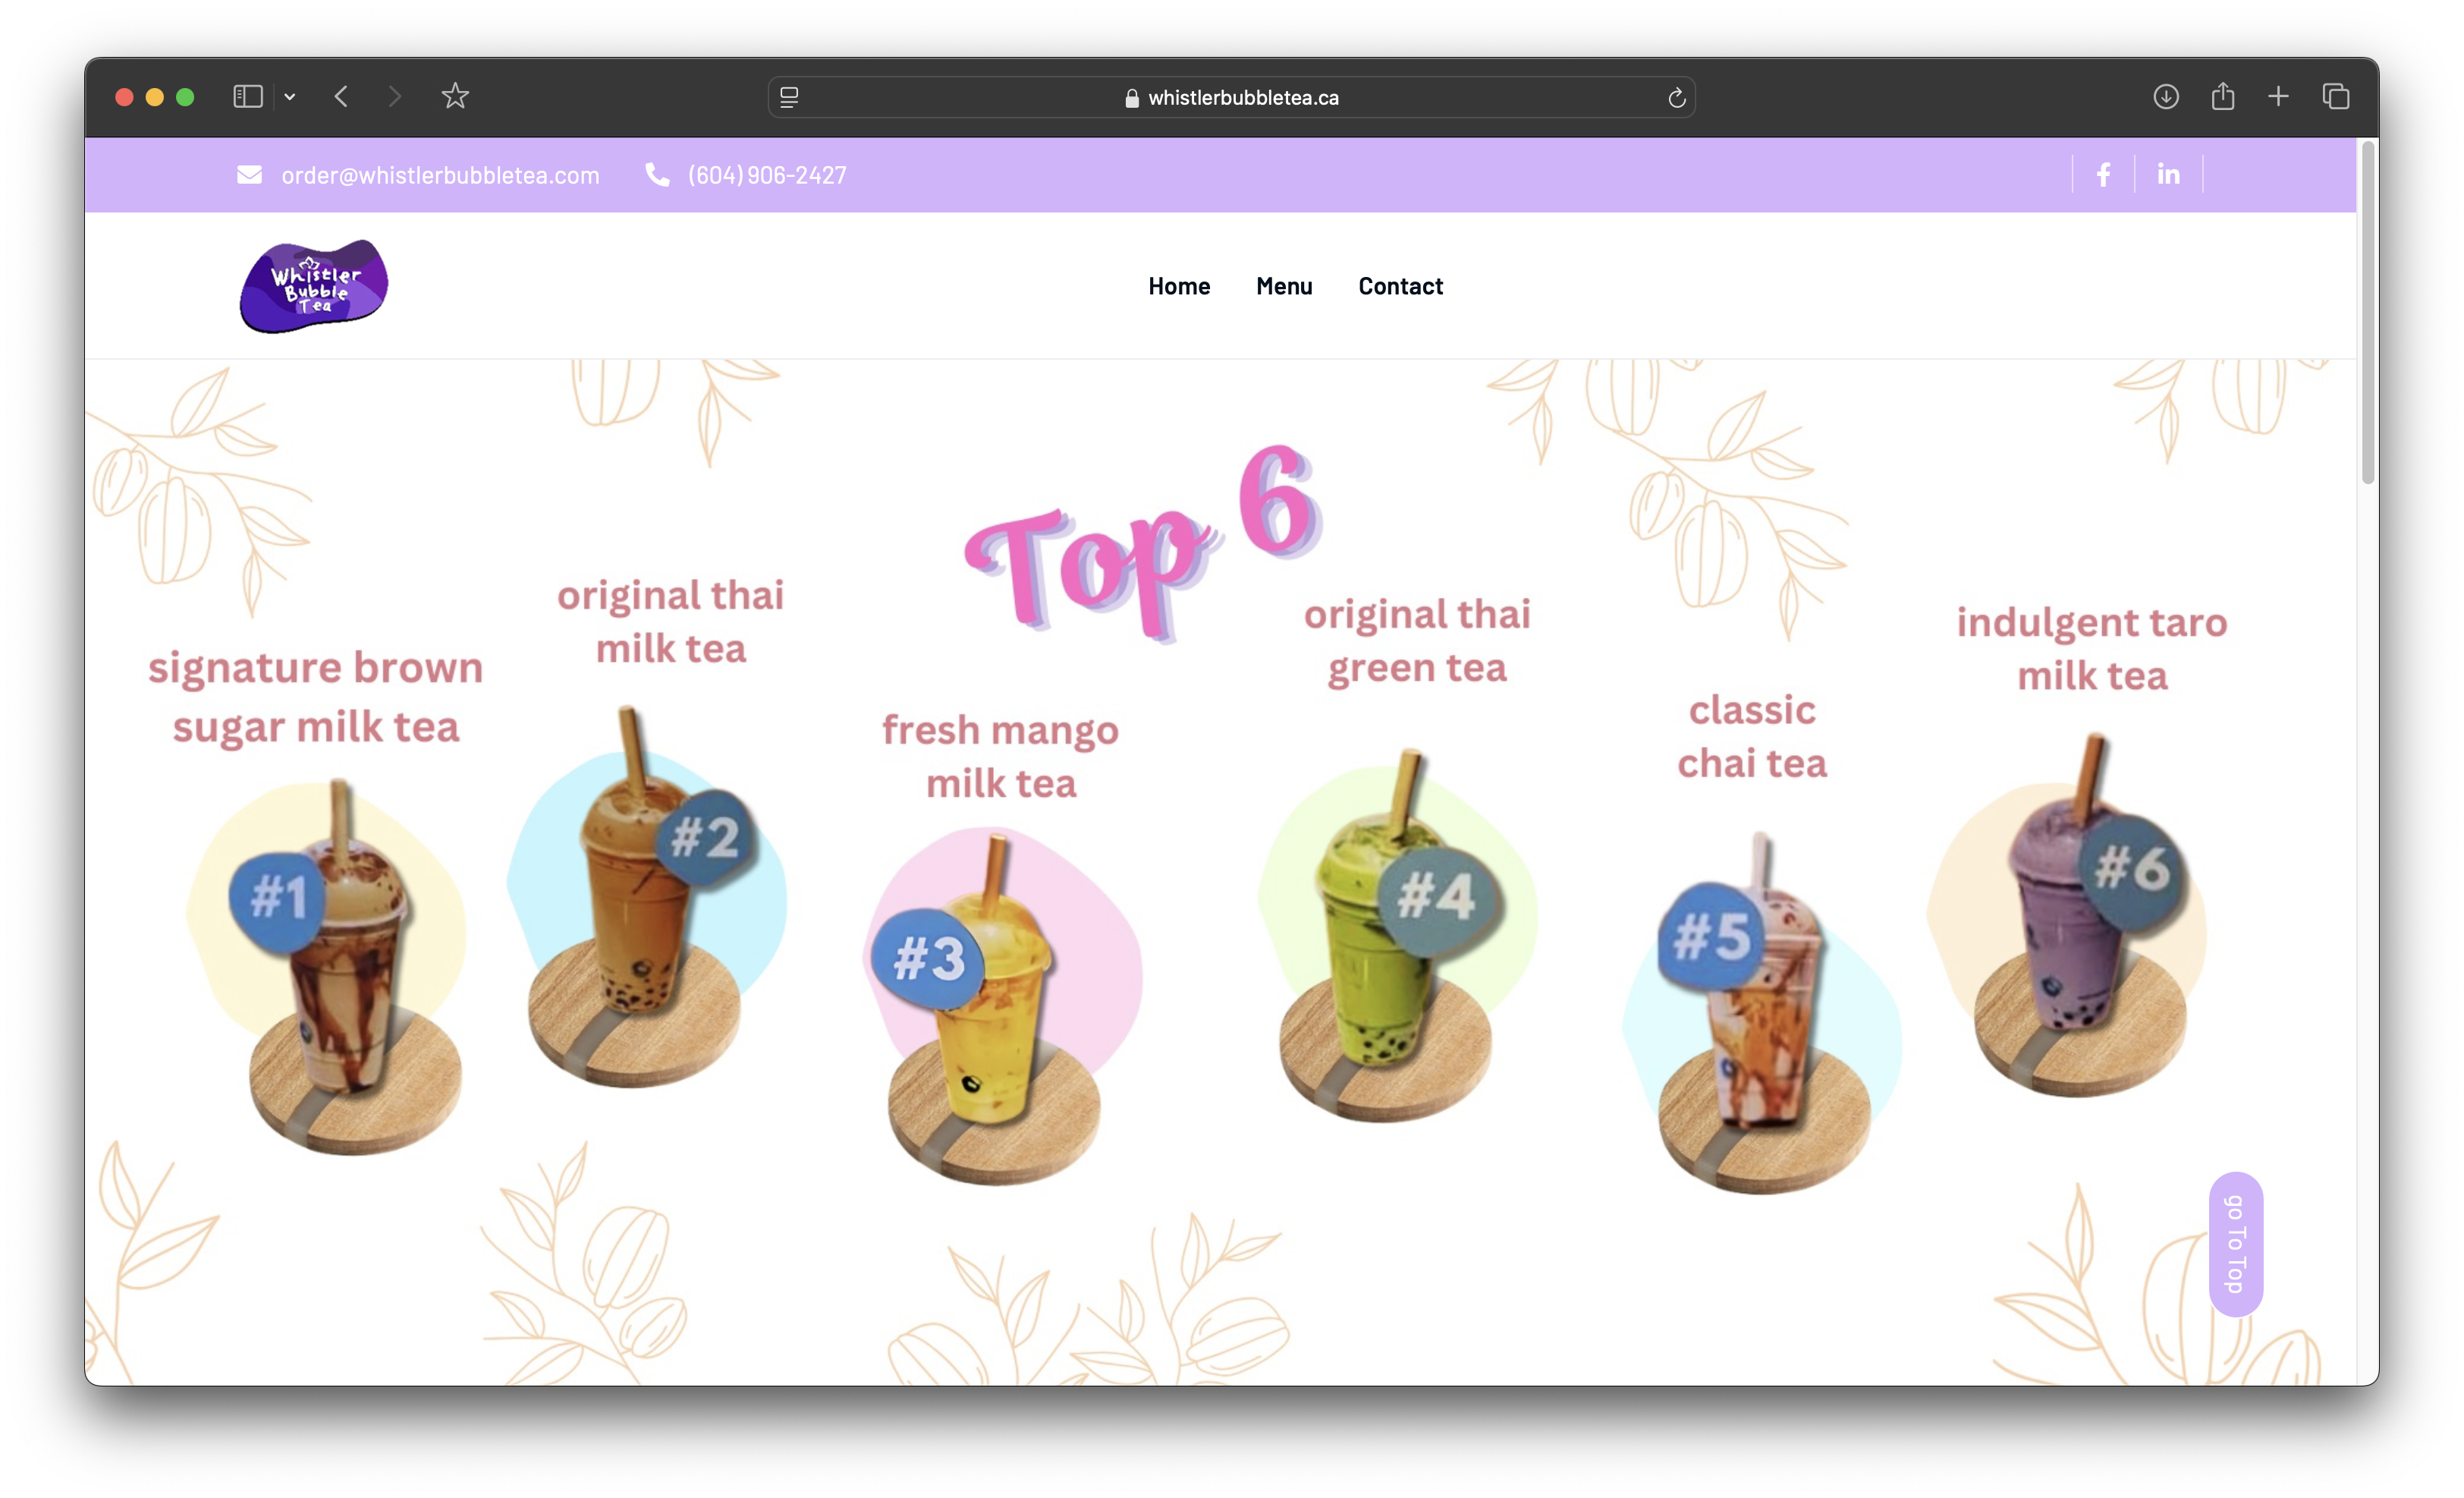 whistlerbubbletea.ca
order@whistlerbubbletea.com
(604) 906-2427
f
in
Whistler
Bubble
Tea
Home
Menu
Contact
Top 6
signature brown
sugar milk tea
#1
original thai
milk tea
#2
fresh mango
milk tea
#3
original thai
green tea
#4
classic
chai tea
#5
indulgent taro
milk tea
#6
go To Top